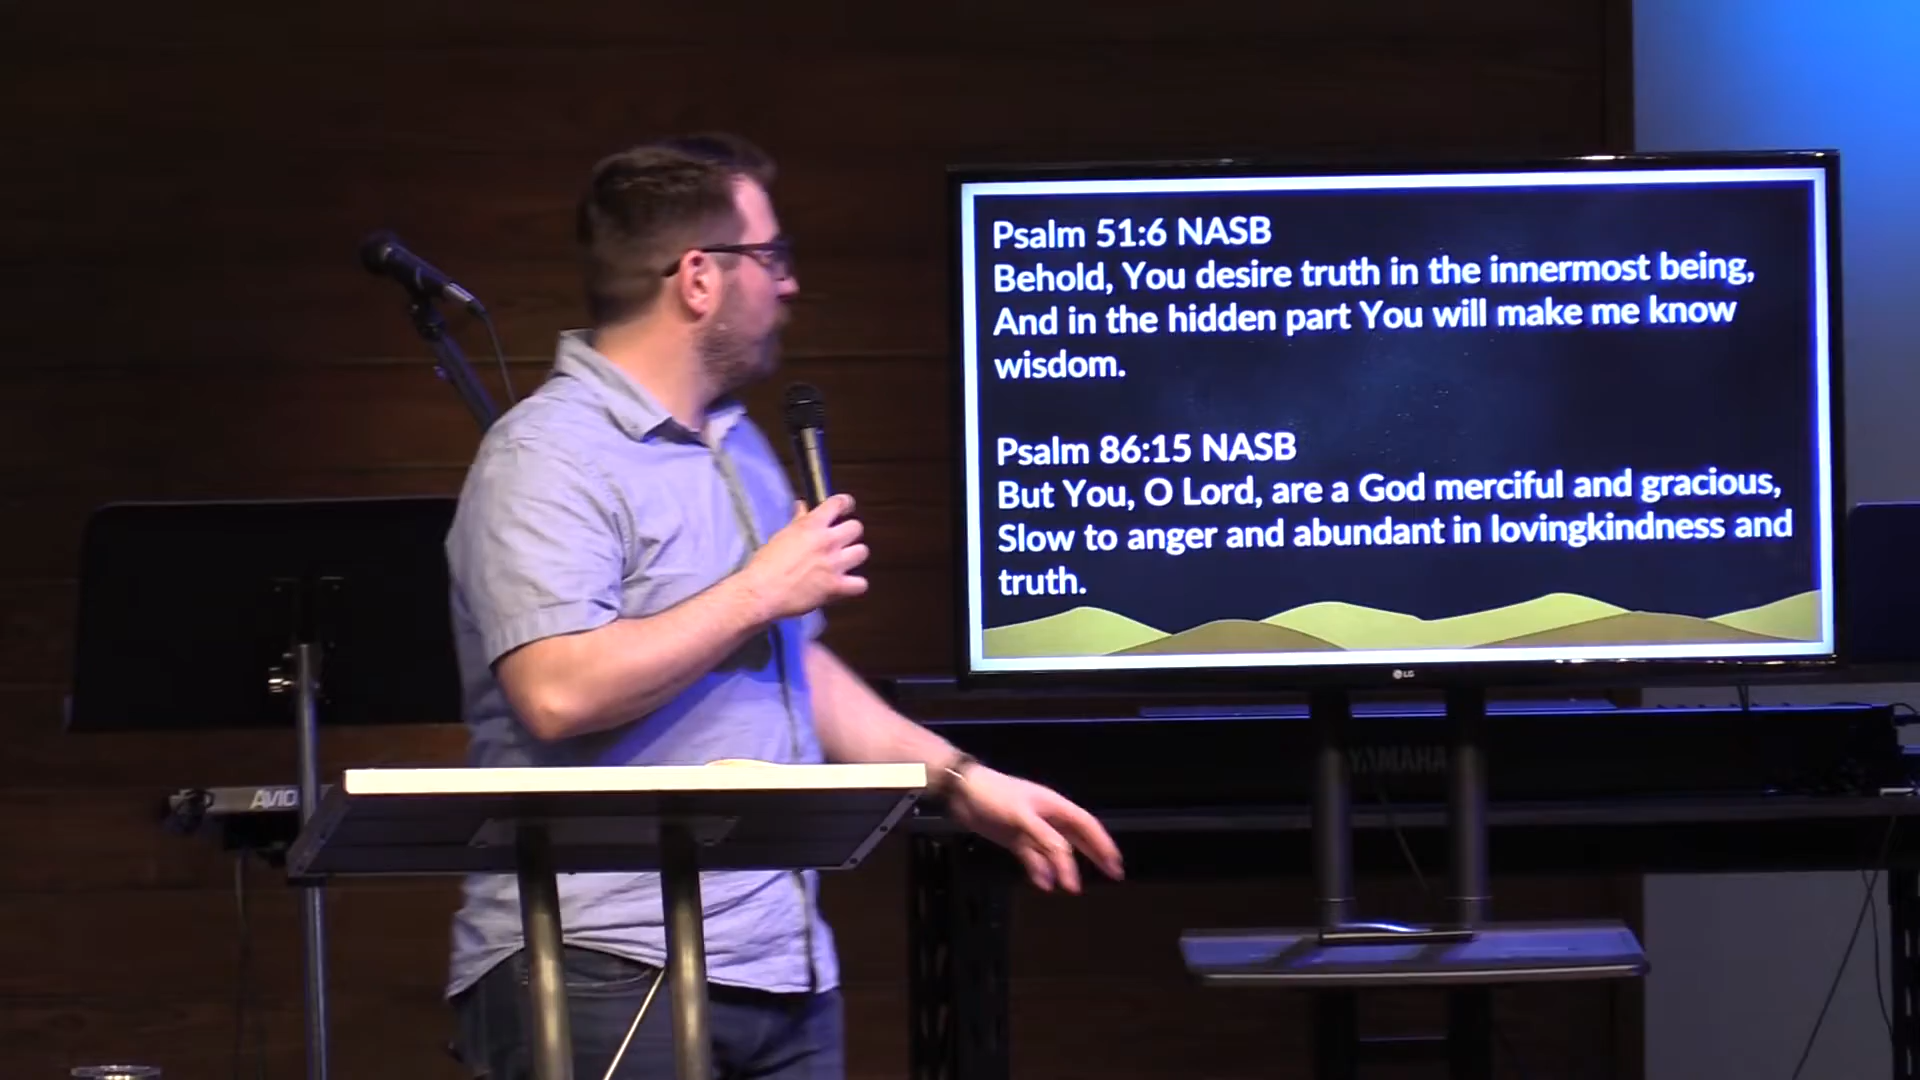 Psalm 51:6 NASB
Behold, You desire truth in the innermost being,
And in the hidden part You will make me know
wisdom.
Psalm 86:15 NASB
But You, O Lord, are a God merciful and gracious,
Slow to anger and abundant in lovingkindness and
truth.
LG
YAMAHA
AVIO